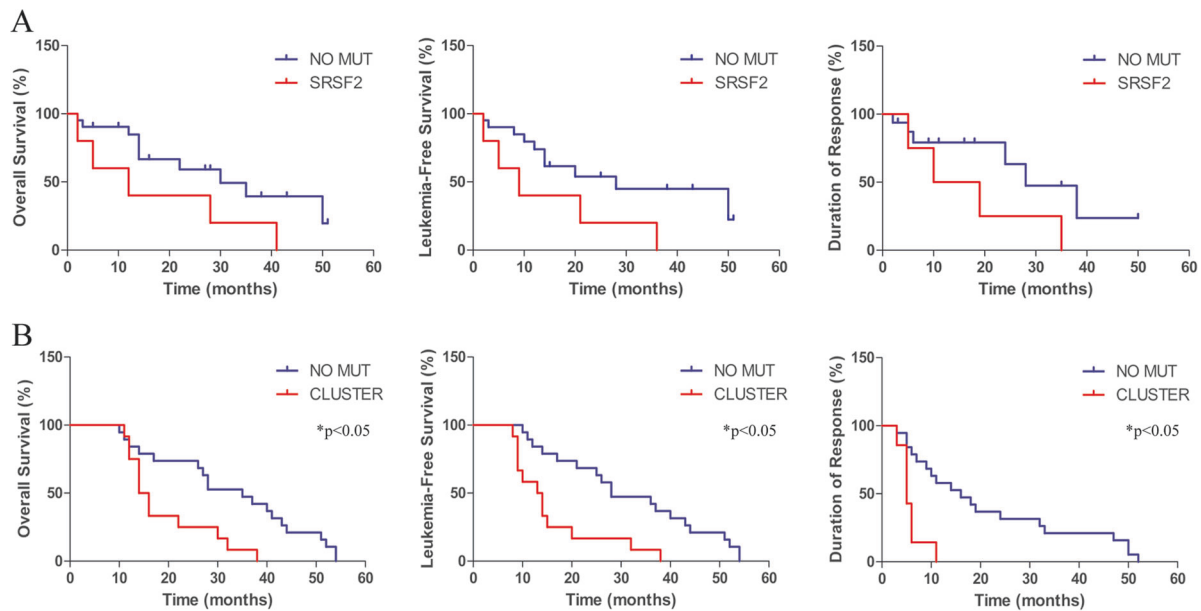 A
Overall Survival (%)
150
100
50
0
0 10 20 30 40 50 60
Time (months)
NO MUT
SRSF2
Leukemia-Free Survival (%)
150
100
50
0
0 10 20 30 40 50 60
Time (months)
NO MUT
SRSF2
Duration of Response (%)
150
100
50
0
0 10 20 30 40 50 60
Time (months)
NO MUT
SRSF2
B
Overall Survival (%)
150
100
50
0
0 10 20 30 40 50 60
Time (months)
NO MUT
CLUSTER
*p<0.05
Leukemia-Free Survival (%)
150
100
50
0
0 10 20 30 40 50 60
Time (months)
NO MUT
CLUSTER
*p<0.05
Duration of Response (%)
150
100
50
0
0 10 20 30 40 50 60
Time (months)
NO MUT
CLUSTER
*p<0.05